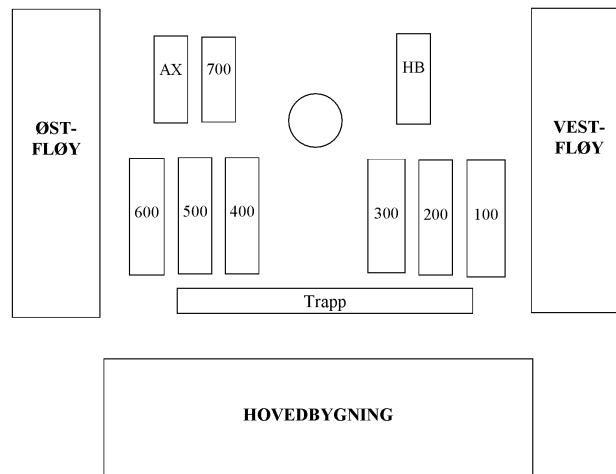 AX
700
HB
ØST-
FLØY
VEST-
FLØY
600
500
400
300
200
100
Trapp
HOVEDBYGNING